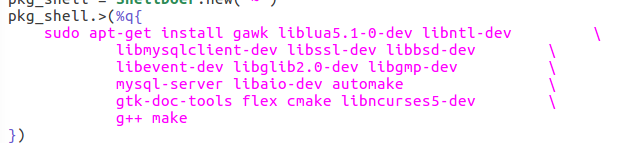 pkg_shell = ShellDoer.new("~")
pkg_shell.>(%q{
    sudo apt-get install gawk liblua5.1-0-dev libntl-dev          \
            libmysqlclient-dev libssl-dev libbsd-dev         \
            libevent-dev libglib2.0-dev libgmp-dev           \
            mysql-server libaio-dev automake                 \
            gtk-doc-tools flex cmake libncurses5-dev         \
            g++ make
})